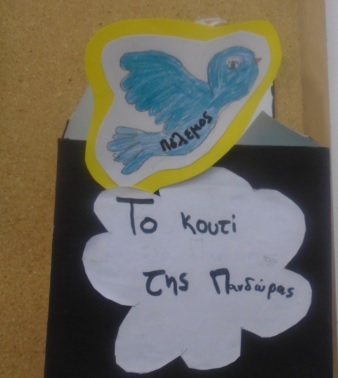 Πόλεμος
Το κουτί
της Πανδώρας